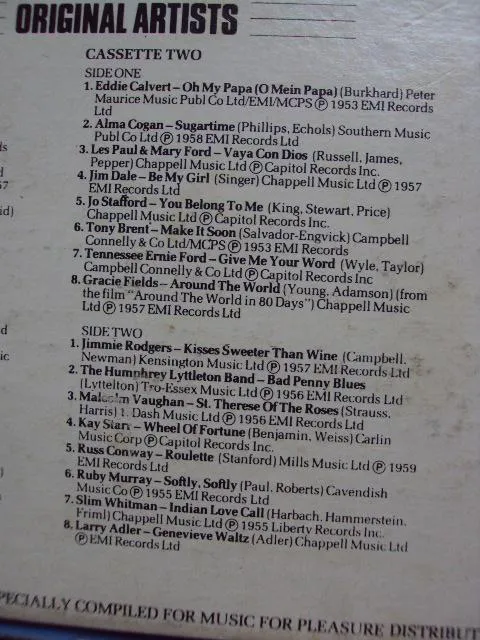 ORIGINAL ARTISTS
CASSETTE TWO
SIDE ONE
1. Eddie Calvert – Oh My Papa (O Mein Papa) (Burkhard) Peter
Maurice Music Publ Co Ltd/EMI/MCPS Ⓟ 1953 EMI Records
Ltd
2. Alma Cogan – Sugartime (Phillips, Echols) Southern Music
Publ Co Ltd Ⓟ 1958 EMI Records Ltd
3. Les Paul & Mary Ford – Vaya Con Dios (Russell, James,
Pepper) Chappell Music Ltd Ⓟ Capitol Records Inc.
4. Jim Dale – Be My Girl (Singer) Chappell Music Ltd Ⓟ 1957
EMI Records Ltd
5. Jo Stafford – You Belong To Me (King, Stewart, Price)
Chappell Music Ltd Ⓟ Capitol Records Inc.
6. Tony Brent – Make It Soon (Salvador-Engvick) Campbell
Connelly & Co Ltd/MCPS Ⓟ 1953 EMI Records
7. Tennessee Ernie Ford – Give Me Your Word (Wyle, Taylor)
Campbell Connelly & Co Ltd Ⓟ Capitol Records Inc
8. Gracie Fields – Around The World (Young, Adamson) (from
the film "Around The World in 80 Days") Chappell Music
Ltd Ⓟ 1957 EMI Records Ltd
SIDE TWO
1. Jimmie Rodgers – Kisses Sweeter Than Wine (Campbell,
Newman) Kensington Music Ltd Ⓟ 1957 EMI Records Ltd
2. The Humphrey Lyttleton Band – Bad Penny Blues
(Lyttelton) Tro-Essex Music Ltd Ⓟ 1956 EMI Records Ltd
3. Malcolm Vaughan – St. Therese Of The Roses (Strauss,
Harris) Dash Music Ltd Ⓟ 1956 EMI Records Ltd
4. Kay Starr – Wheel Of Fortune (Benjamin, Weiss) Carlin
Music Corp Ⓟ Capitol Records Inc.
5. Russ Conway – Roulette (Stanford) Mills Music Ltd Ⓟ 1959
EMI Records Ltd
6. Ruby Murray – Softly, Softly (Paul, Roberts) Cavendish
Music Co Ⓟ 1955 EMI Records Ltd
7. Slim Whitman – Indian Love Call (Harbach, Hammerstein,
Friml) Chappell Music Ltd Ⓟ 1955 Liberty Records Inc.
8. Larry Adler – Genevieve Waltz (Adler) Chappell Music Ltd
Ⓟ EMI Records Ltd
PECIALLY COMPILED FOR MUSIC FOR PLEASURE DISTRIBUT